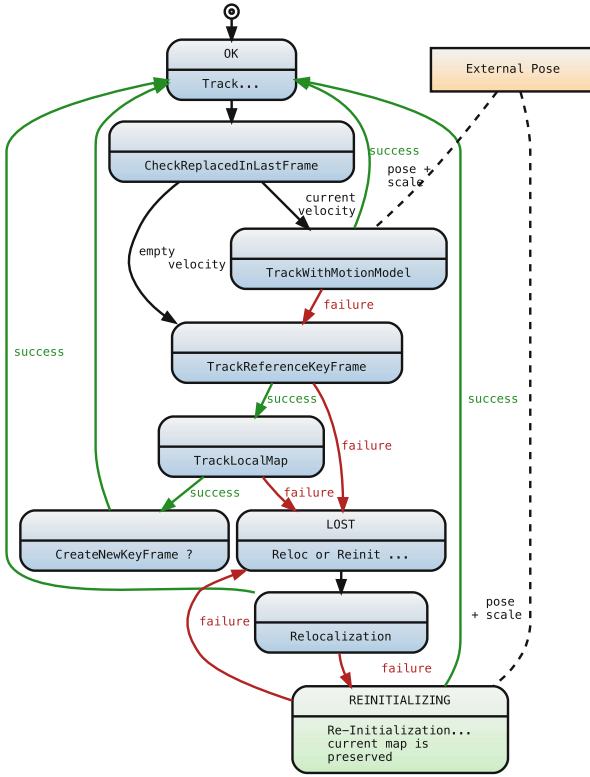 OK
Track...
External Pose
CheckReplacedInLastFrame
success
pose +
scale
current
velocity
empty
velocity
TrackWithMotionModel
failure
TrackReferenceKeyFrame
success
success
success
failure
TrackLocalMap
success
failure
CreateNewKeyFrame ?
LOST
Reloc or Reinit ...
pose
+ scale
failure
Relocalization
failure
REINITIALIZING
Re-Initialization...
current map is
preserved